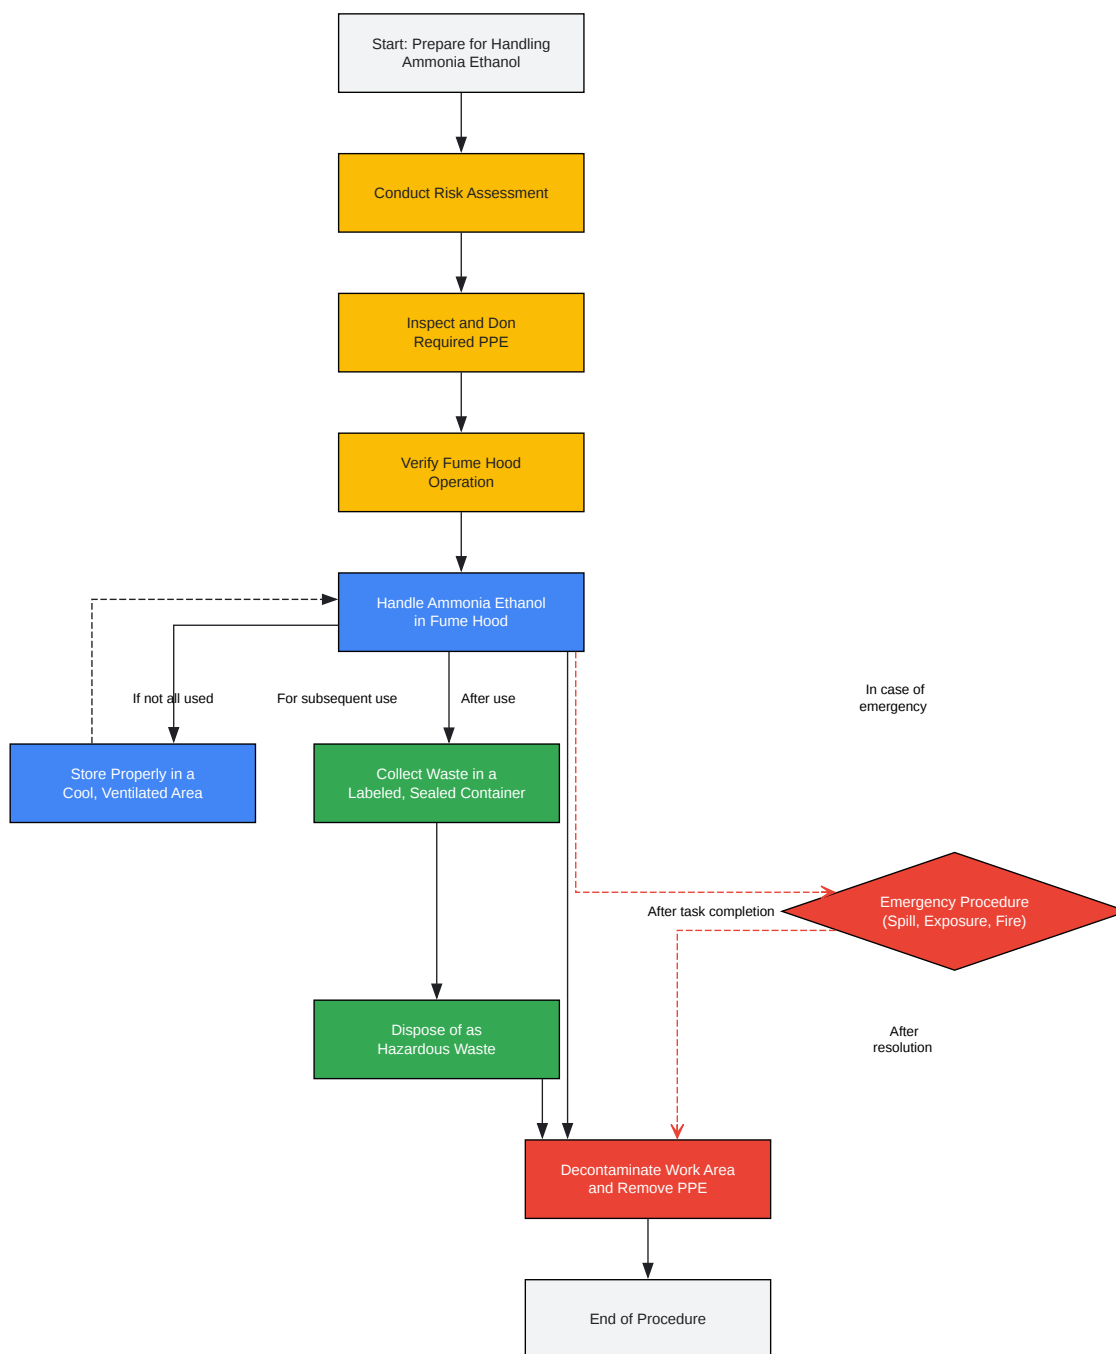 Start: Prepare for Handling
Ammonia Ethanol
Conduct Risk Assessment
Inspect and Don
Required PPE
Verify Fume Hood
Operation
Handle Ammonia Ethanol
in Fume Hood
If not all used
For subsequent use
After use
In case of
emergency
Store Properly in a
Cool, Ventilated Area
Collect Waste in a
Labeled, Sealed Container
After task completion
Emergency Procedure
(Spill, Exposure, Fire)
Dispose of as
Hazardous Waste
After
resolution
Decontaminate Work Area
and Remove PPE
End of Procedure